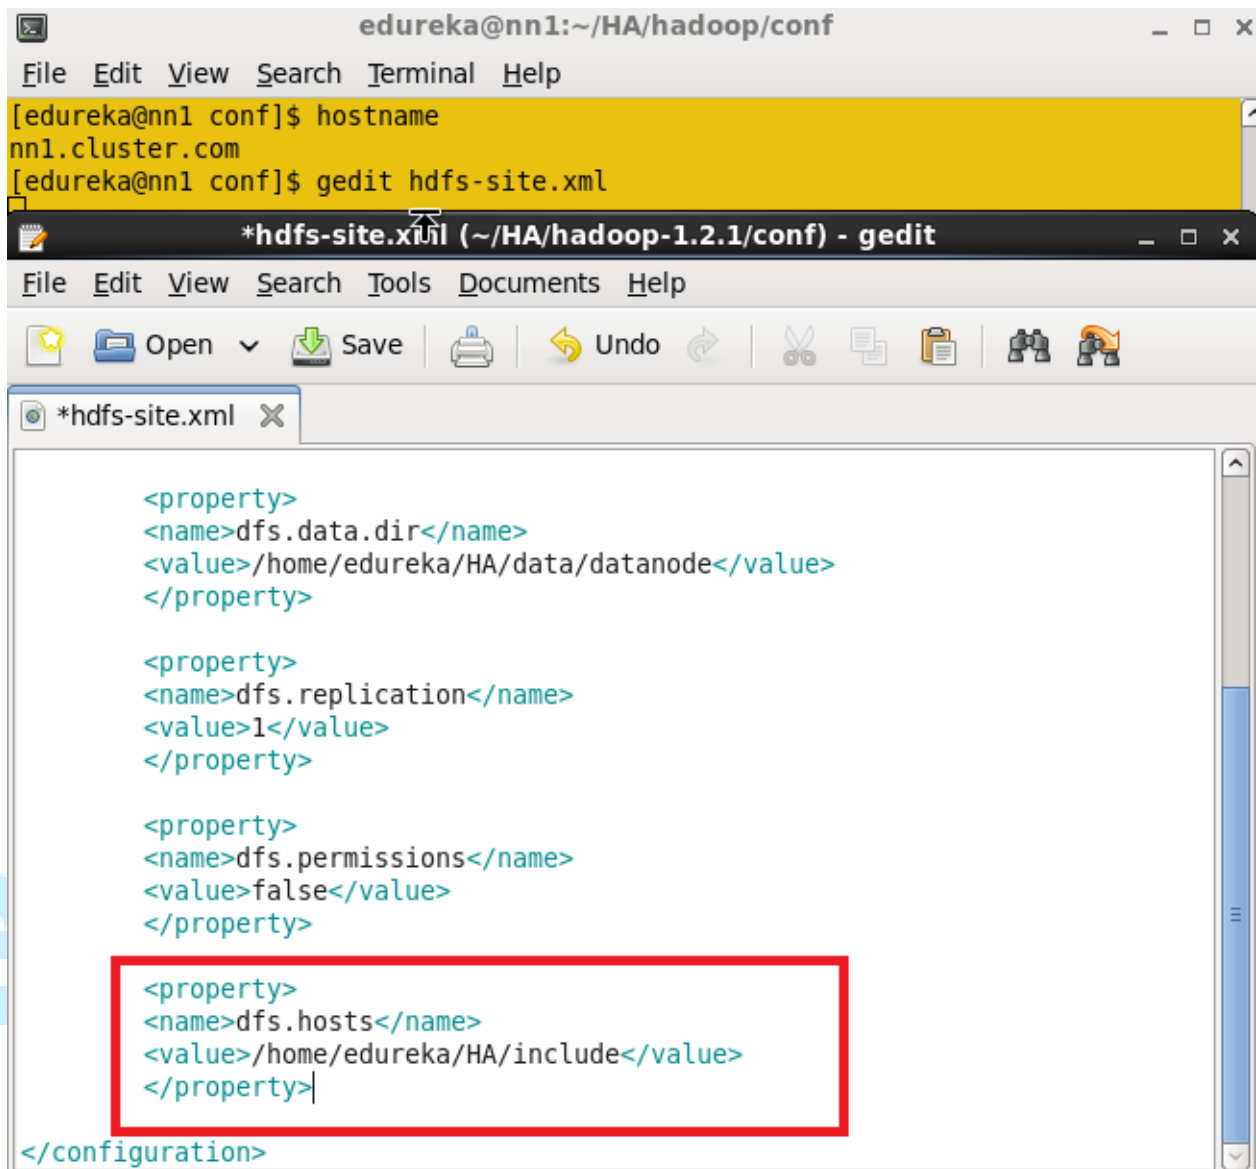 edureka@nn1:~/HA/hadoop/conf
File Edit View Search Terminal Help
[edureka@nn1 conf]$ hostname
nn1.cluster.com
[edureka@nn1 conf]$ gedit hdfs-site.xml
*hdfs-site.xml (~/HA/hadoop-1.2.1/conf) - gedit
File Edit View Search Tools Documents Help
Open Save Undo
*hdfs-site.xml
<property>
<name>dfs.data.dir</name>
<value>/home/edureka/HA/data/datanode</value>
</property>
<property>
<name>dfs.replication</name>
<value>1</value>
</property>
<property>
<name>dfs.permissions</name>
<value>false</value>
</property>
<property>
<name>dfs.hosts</name>
<value>/home/edureka/HA/include</value>
</property>
</configuration>